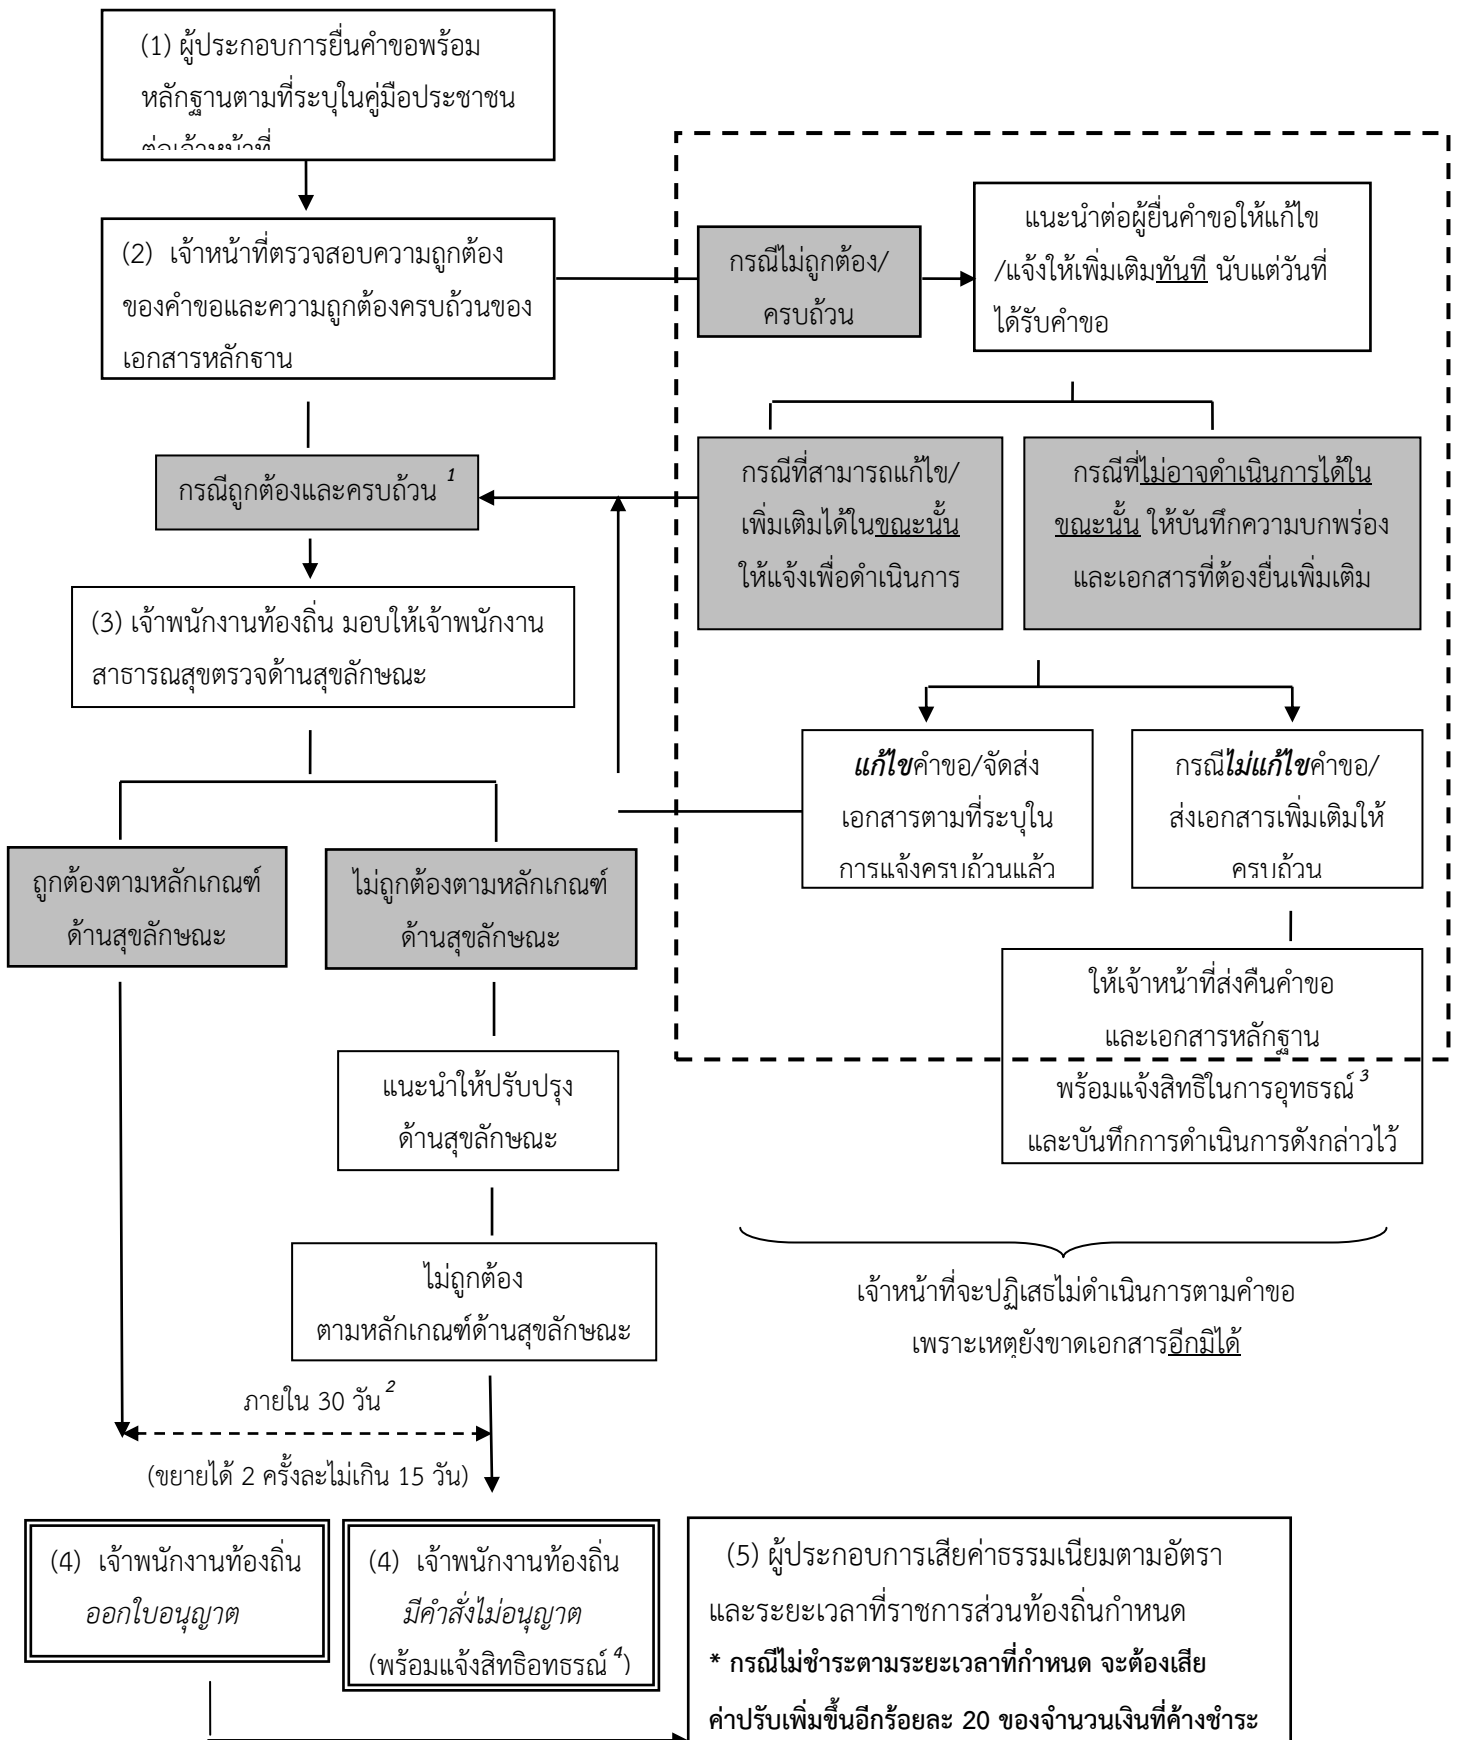 (1) ผู้ประกอบการยื่นคำขอพร้อม
หลักฐานตามที่ระบุในคู่มือประชาชน
ต่อเจ้าหน้าที่
(2) เจ้าหน้าที่ตรวจสอบความถูกต้อง
ของคำขอและความถูกต้องครบถ้วนของ
เอกสารหลักฐาน
กรณีไม่ถูกต้อง/
ครบถ้วน
แนะนำต่อผู้ยื่นคำขอให้แก้ไข
/แจ้งให้เพิ่มเติมทันที นับแต่วันที่
ได้รับคำขอ
กรณีถูกต้องและครบถ้วน 1
กรณีที่สามารถแก้ไข/
เพิ่มเติมได้ในขณะนั้น
ให้แจ้งเพื่อดำเนินการ
กรณีที่ไม่อาจดำเนินการได้ใน
ขณะนั้น ให้บันทึกความบกพร่อง
และเอกสารที่ต้องยื่นเพิ่มเติม
(3) เจ้าพนักงานท้องถิ่น มอบให้เจ้าพนักงาน
สาธารณสุขตรวจด้านสุขลักษณะ
แก้ไขคำขอ/จัดส่ง
เอกสารตามที่ระบุใน
การแจ้งครบถ้วนแล้ว
กรณีไม่แก้ไขคำขอ/
ส่งเอกสารเพิ่มเติมให้
ครบถ้วน
ถูกต้องตามหลักเกณฑ์
ด้านสุขลักษณะ
ไม่ถูกต้องตามหลักเกณฑ์
ด้านสุขลักษณะ
ให้เจ้าหน้าที่ส่งคืนคำขอ
และเอกสารหลักฐาน
พร้อมแจ้งสิทธิในการอุทธรณ์ 3
และบันทึกการดำเนินการดังกล่าวไว้
แนะนำให้ปรับปรุง
ด้านสุขลักษณะ
ไม่ถูกต้อง
ตามหลักเกณฑ์ด้านสุขลักษณะ
เจ้าหน้าที่จะปฏิเสธไม่ดำเนินการตามคำขอ
เพราะเหตุยังขาดเอกสารอีกมิได้
ภายใน 30 วัน 2
(ขยายได้ 2 ครั้งละไม่เกิน 15 วัน)
(4) เจ้าพนักงานท้องถิ่น
ออกใบอนุญาต
(4) เจ้าพนักงานท้องถิ่น
มีคำสั่งไม่อนุญาต
(พร้อมแจ้งสิทธิอุทธรณ์ 4)
(5) ผู้ประกอบการเสียค่าธรรมเนียมตามอัตรา
และระยะเวลาที่ราชการส่วนท้องถิ่นกำหนด
* กรณีไม่ชำระตามระยะเวลาที่กำหนด จะต้องเสีย
ค่าปรับเพิ่มขึ้นอีกร้อยละ 20 ของจำนวนเงินที่ค้างชำระ